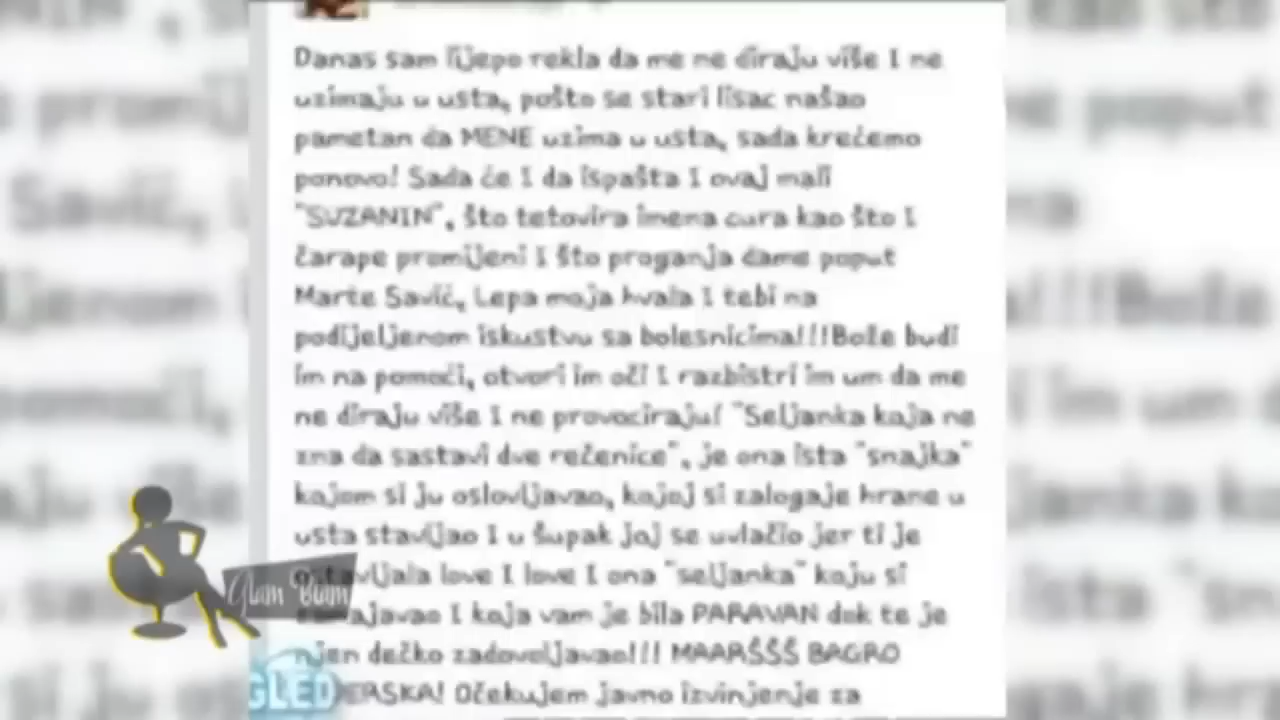 Danas sam lijepo rekla da me ne diraju više I ne
uzimaju u usta, pošto se stari lisac našao
pametan da MENE uzima u usta, sada krećemo
ponovo! Sada će I da ispašta I ovaj mali
"SUZANIN", što tetovira imena cura kao što I
čarape promijeni I što proganja dame poput
Marte Savić, Lepa moja hvala I tebi na
podijeljenom iskustvu sa bolesnicima!!!Bože budi
im na pomoći, otvori im oči I razbistri im um da me
ne diraju više I ne provociraju! "Seljanka koja ne
zna da sastavi dve rečenice", je ona ista "snajka"
kojom si ju oslovljavao, kojoj si zalogaje hrane u
usta stavljao I u šupak joj se uvlačio jer ti je
love I love I ona "seljanka" koju si
I koja vam je bila PARAVAN dok te je
njen dečko zadovoljavao!!! MAARŠŠŠ BAGRO
Očekujem javno izvinjenje za
Glam Blam
GLED